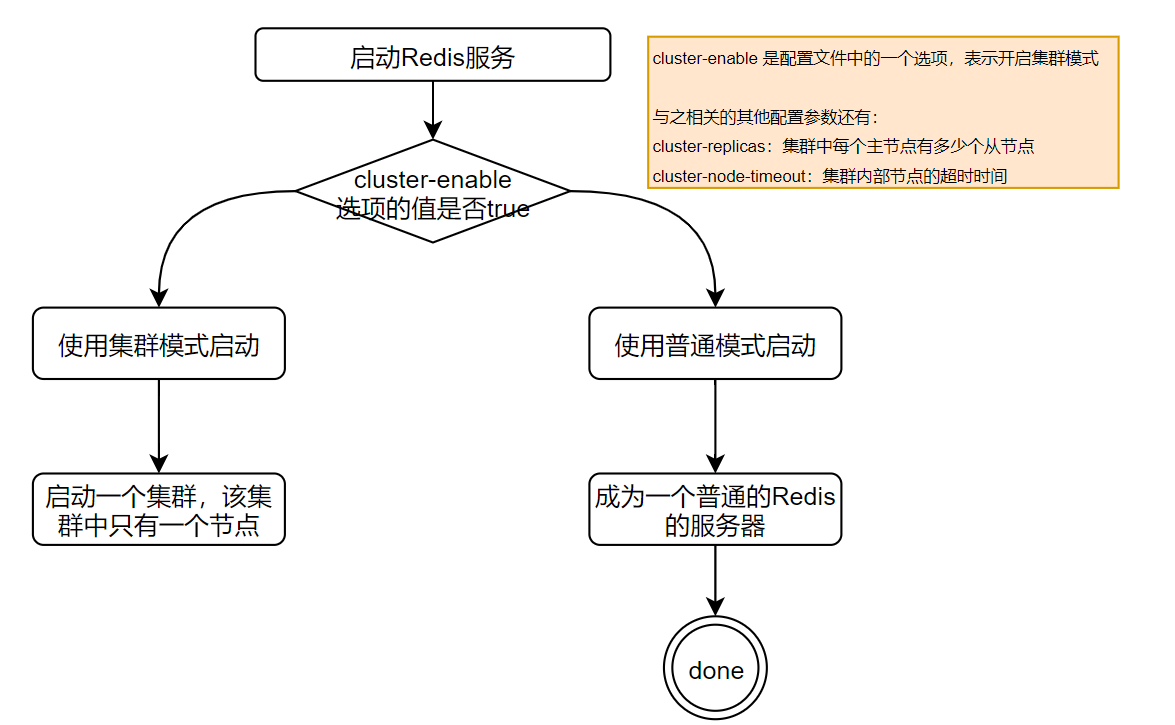 启动Redis服务
cluster-enable 是配置文件中的一个选项，表示开启集群模式
与之相关的其他配置参数还有：
cluster-replicas：集群中每个主节点有多少个从节点
cluster-node-timeout：集群内部节点的超时时间
cluster-enable
选项的值是否true
使用集群模式启动
使用普通模式启动
启动一个集群，该集
群中只有一个节点
成为一个普通的Redis
的服务器
done